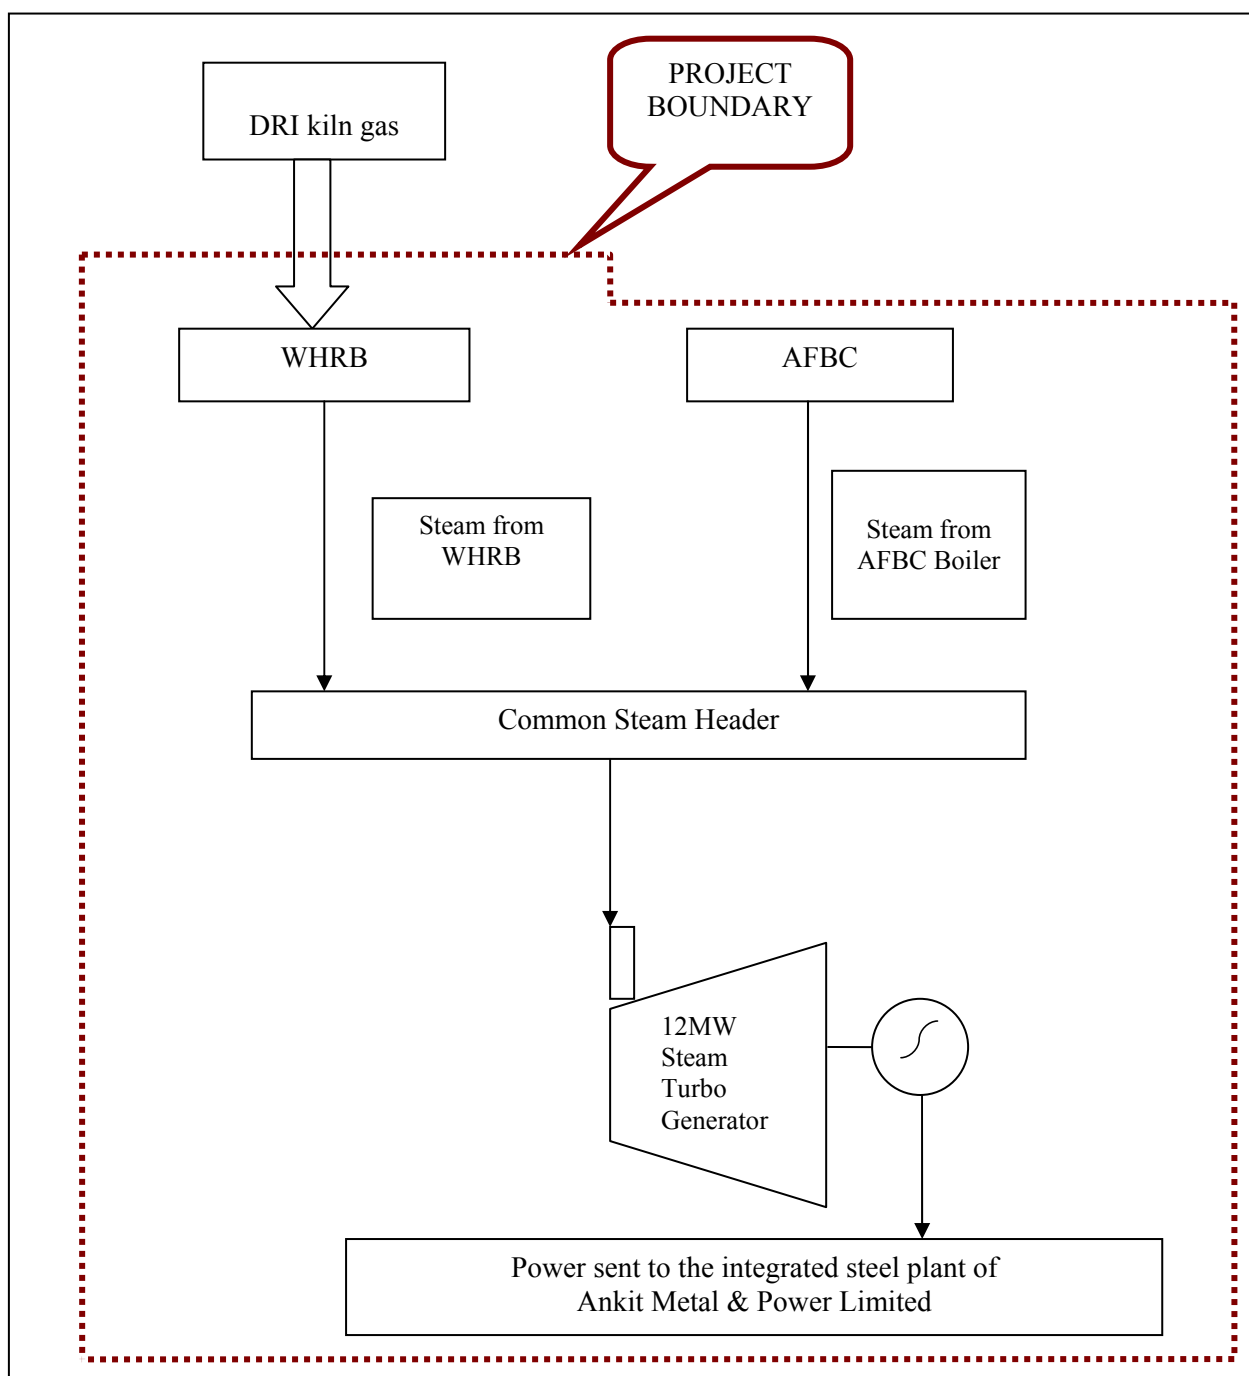 PROJECT
BOUNDARY
DRI kiln gas
WHRB
AFBC
Steam from
WHRB
Steam from
AFBC Boiler
Common Steam Header
12MW
Steam
Turbo
Generator
Power sent to the integrated steel plant of
Ankit Metal & Power Limited